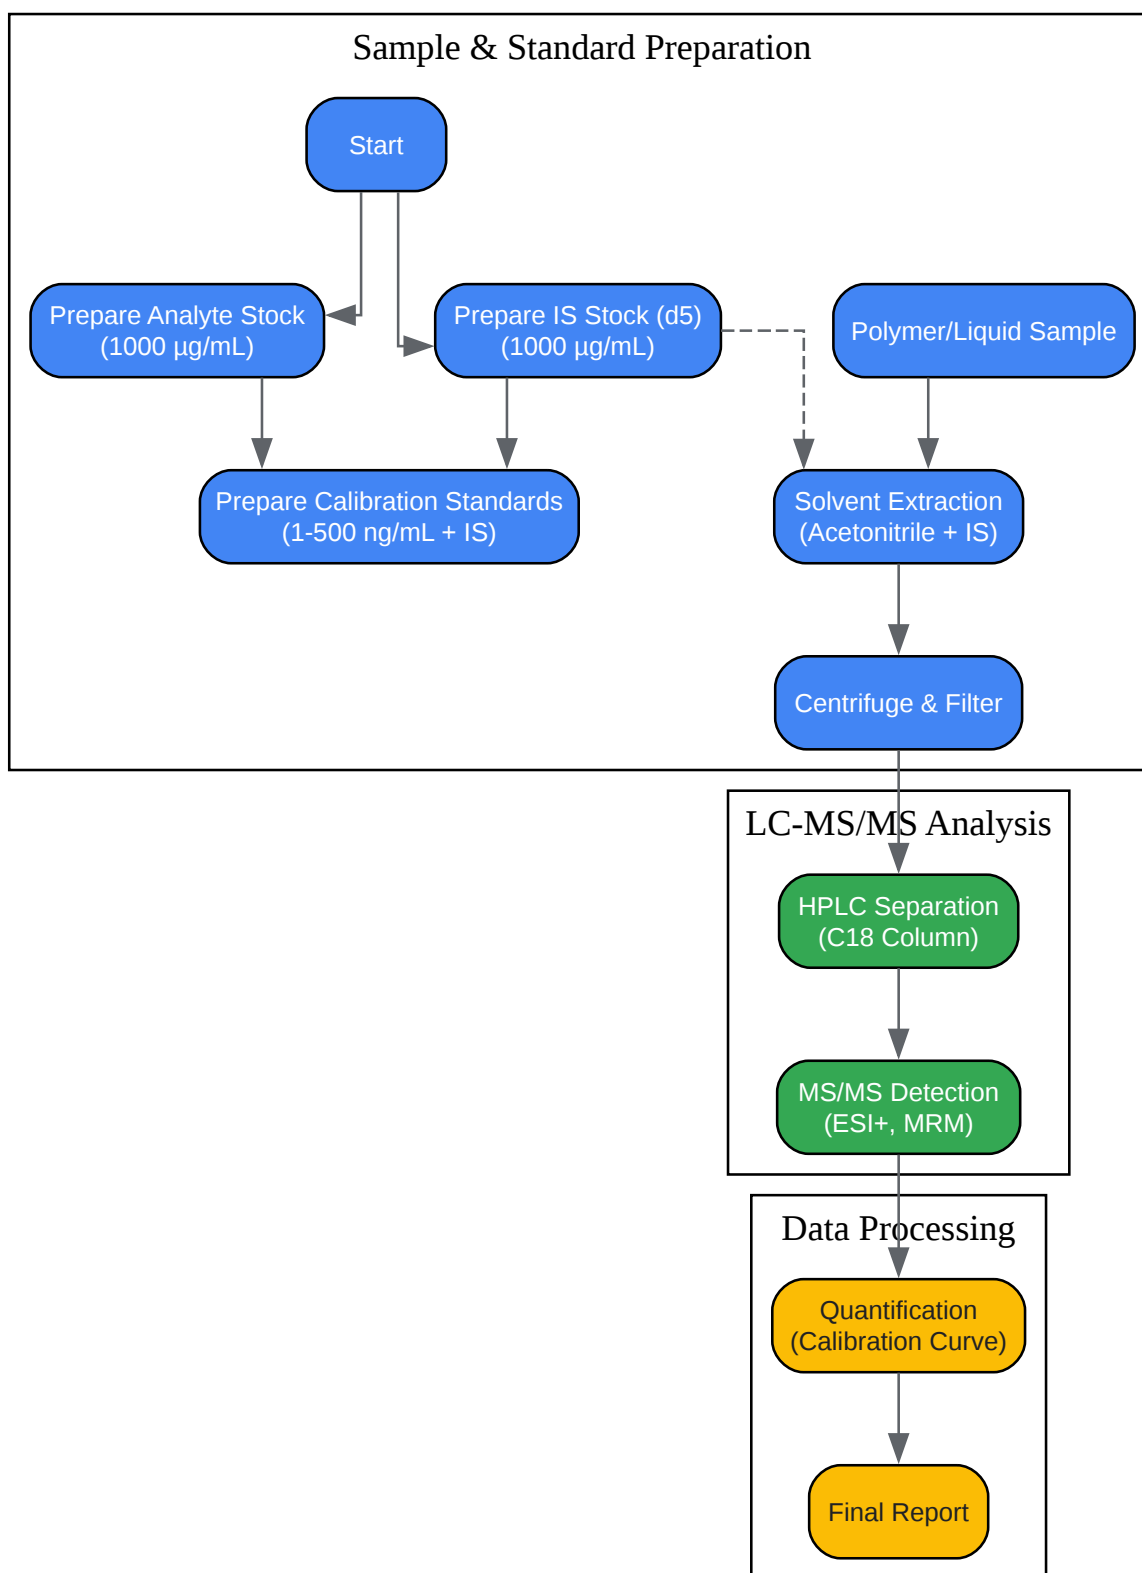 Sample & Standard Preparation
Start
Prepare Analyte Stock
(1000 µg/mL)
Prepare IS Stock (d5)
(1000 µg/mL)
Polymer/Liquid Sample
Prepare Calibration Standards
(1-500 ng/mL + IS)
Solvent Extraction
(Acetonitrile + IS)
Centrifuge & Filter
LC-MS/MS Analysis
HPLC Separation
(C18 Column)
MS/MS Detection
(ESI+, MRM)
Data Processing
Quantification
(Calibration Curve)
Final Report